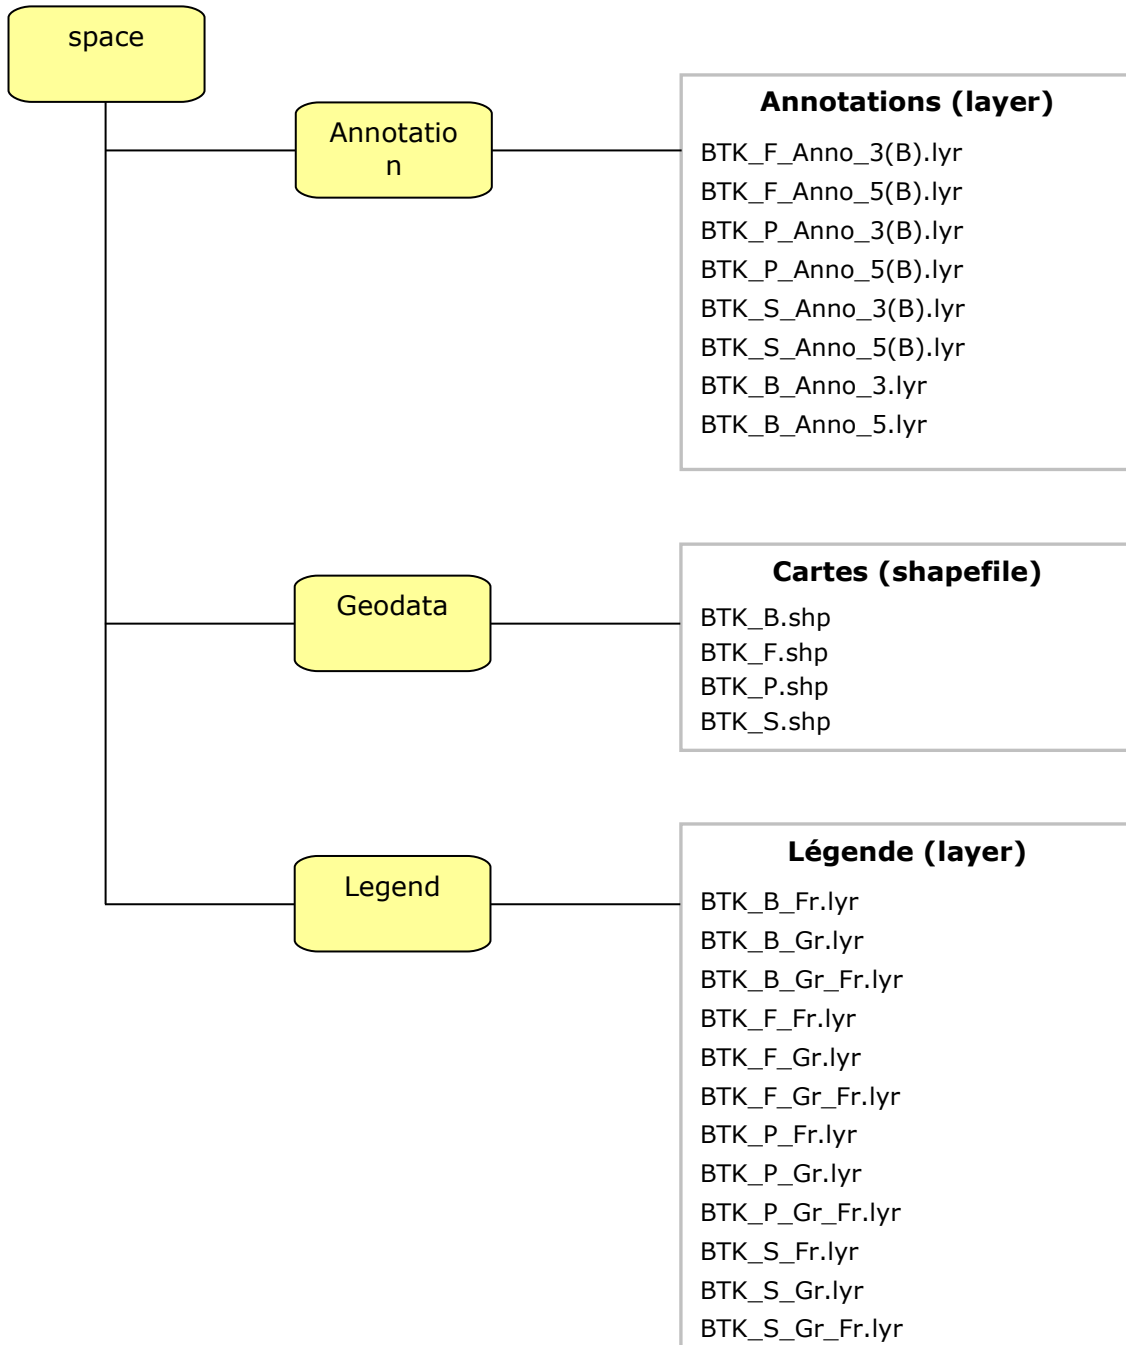 space
Annotatio
n
Annotations (layer)
BTK_F_Anno_3(B).lyr
BTK_F_Anno_5(B).lyr
BTK_P_Anno_3(B).lyr
BTK_P_Anno_5(B).lyr
BTK_S_Anno_3(B).lyr
BTK_S_Anno_5(B).lyr
BTK_B_Anno_3.lyr
BTK_B_Anno_5.lyr
Geodata
Cartes (shapefile)
BTK_B.shp
BTK_F.shp
BTK_P.shp
BTK_S.shp
Legend
Légende (layer)
BTK_B_Fr.lyr
BTK_B_Gr.lyr
BTK_B_Gr_Fr.lyr
BTK_F_Fr.lyr
BTK_F_Gr.lyr
BTK_F_Gr_Fr.lyr
BTK_P_Fr.lyr
BTK_P_Gr.lyr
BTK_P_Gr_Fr.lyr
BTK_S_Fr.lyr
BTK_S_Gr.lyr
BTK_S_Gr_Fr.lyr